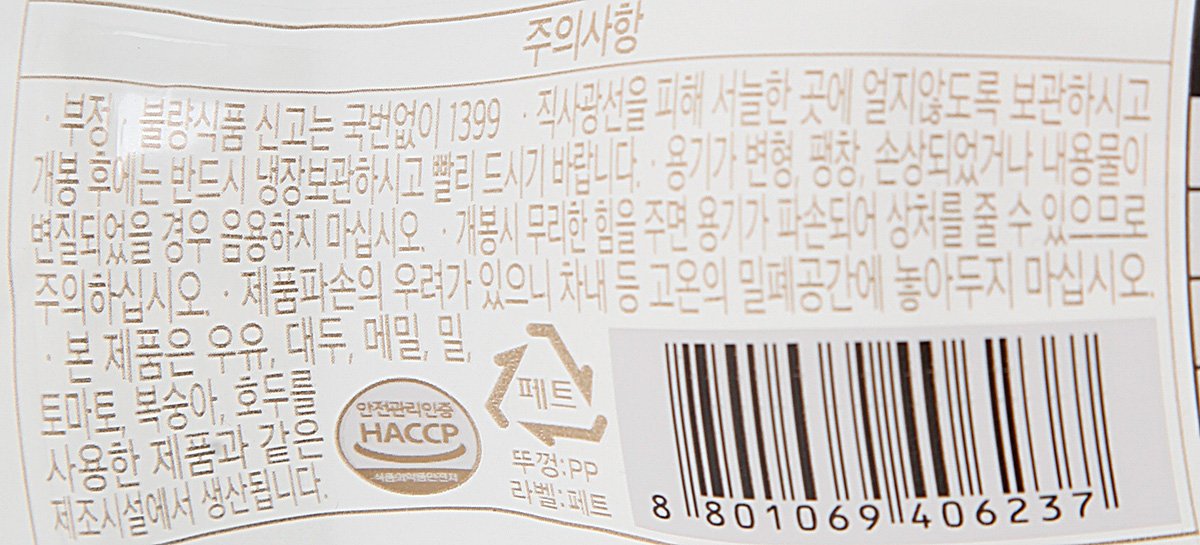 주의사항
· 부정·불량식품 신고는 국번없이 1399 · 직사광선을 피해 서늘한 곳에 얼지않도록 보관하시고
개봉 후에는 반드시 냉장보관하시고 빨리 드시기 바랍니다. · 용기가 변형, 팽창, 손상되었거나 내용물이
변질되었을 경우 음용하지 마십시오. · 개봉시 무리한 힘을 주면 용기가 파손되어 상처를 줄 수 있으므로
주의하십시오. · 제품파손의 우려가 있으니 차내 등 고온의 밀폐공간에 놓아두지 마십시오.
· 본 제품은 우유, 대두, 메밀, 밀,
토마토, 복숭아, 호두를
사용한 제품과 같은
제조시설에서 생산됩니다.
안전관리인증
HACCP
식품의약품안전처
페트
뚜껑:PP
라벨:페트
8 801069 406237